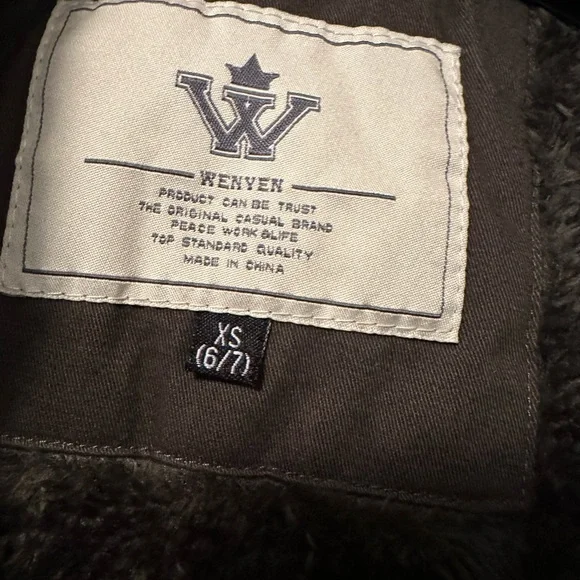 W
WENVEN
PRODUCT CAN BE TRUST
THE ORIGINAL CASUAL BRAND
PEACE WORK&LIFE
TOP STANDARD QUALITY
MADE IN CHINA
XS
(6/7)